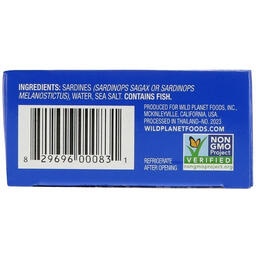 INGREDIENTS: SARDINES (SARDINOPS SAGAX OR SARDINOPS
MELANOSTICTUS), WATER, SEA SALT. CONTAINS FISH.
PRODUCED FOR WILD PLANET FOODS, INC.,
MCKINLEYVILLE, CALIFORNIA, USA.
PROCESSED IN THAILAND–NO. 2023
WILDPLANETFOODS.COM
8 29696 00083 1
REFRIGERATE
AFTER OPENING
NON
GMO
Project
VERIFIED
nongmoproject.org